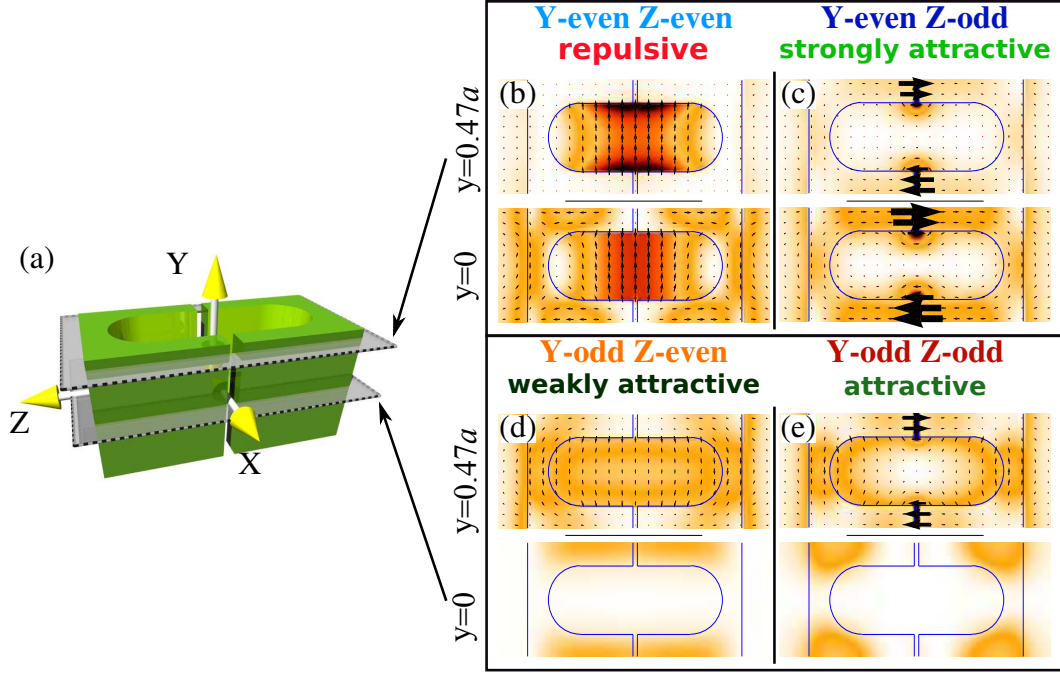 (a)
Y
Z
X
y=0.47a
y=0
y=0.47a
y=0
Y-even Z-even
repulsive
(b)
Y-even Z-odd
strongly attractive
(c)
Y-odd Z-even
weakly attractive
(d)
Y-odd Z-odd
attractive
(e)